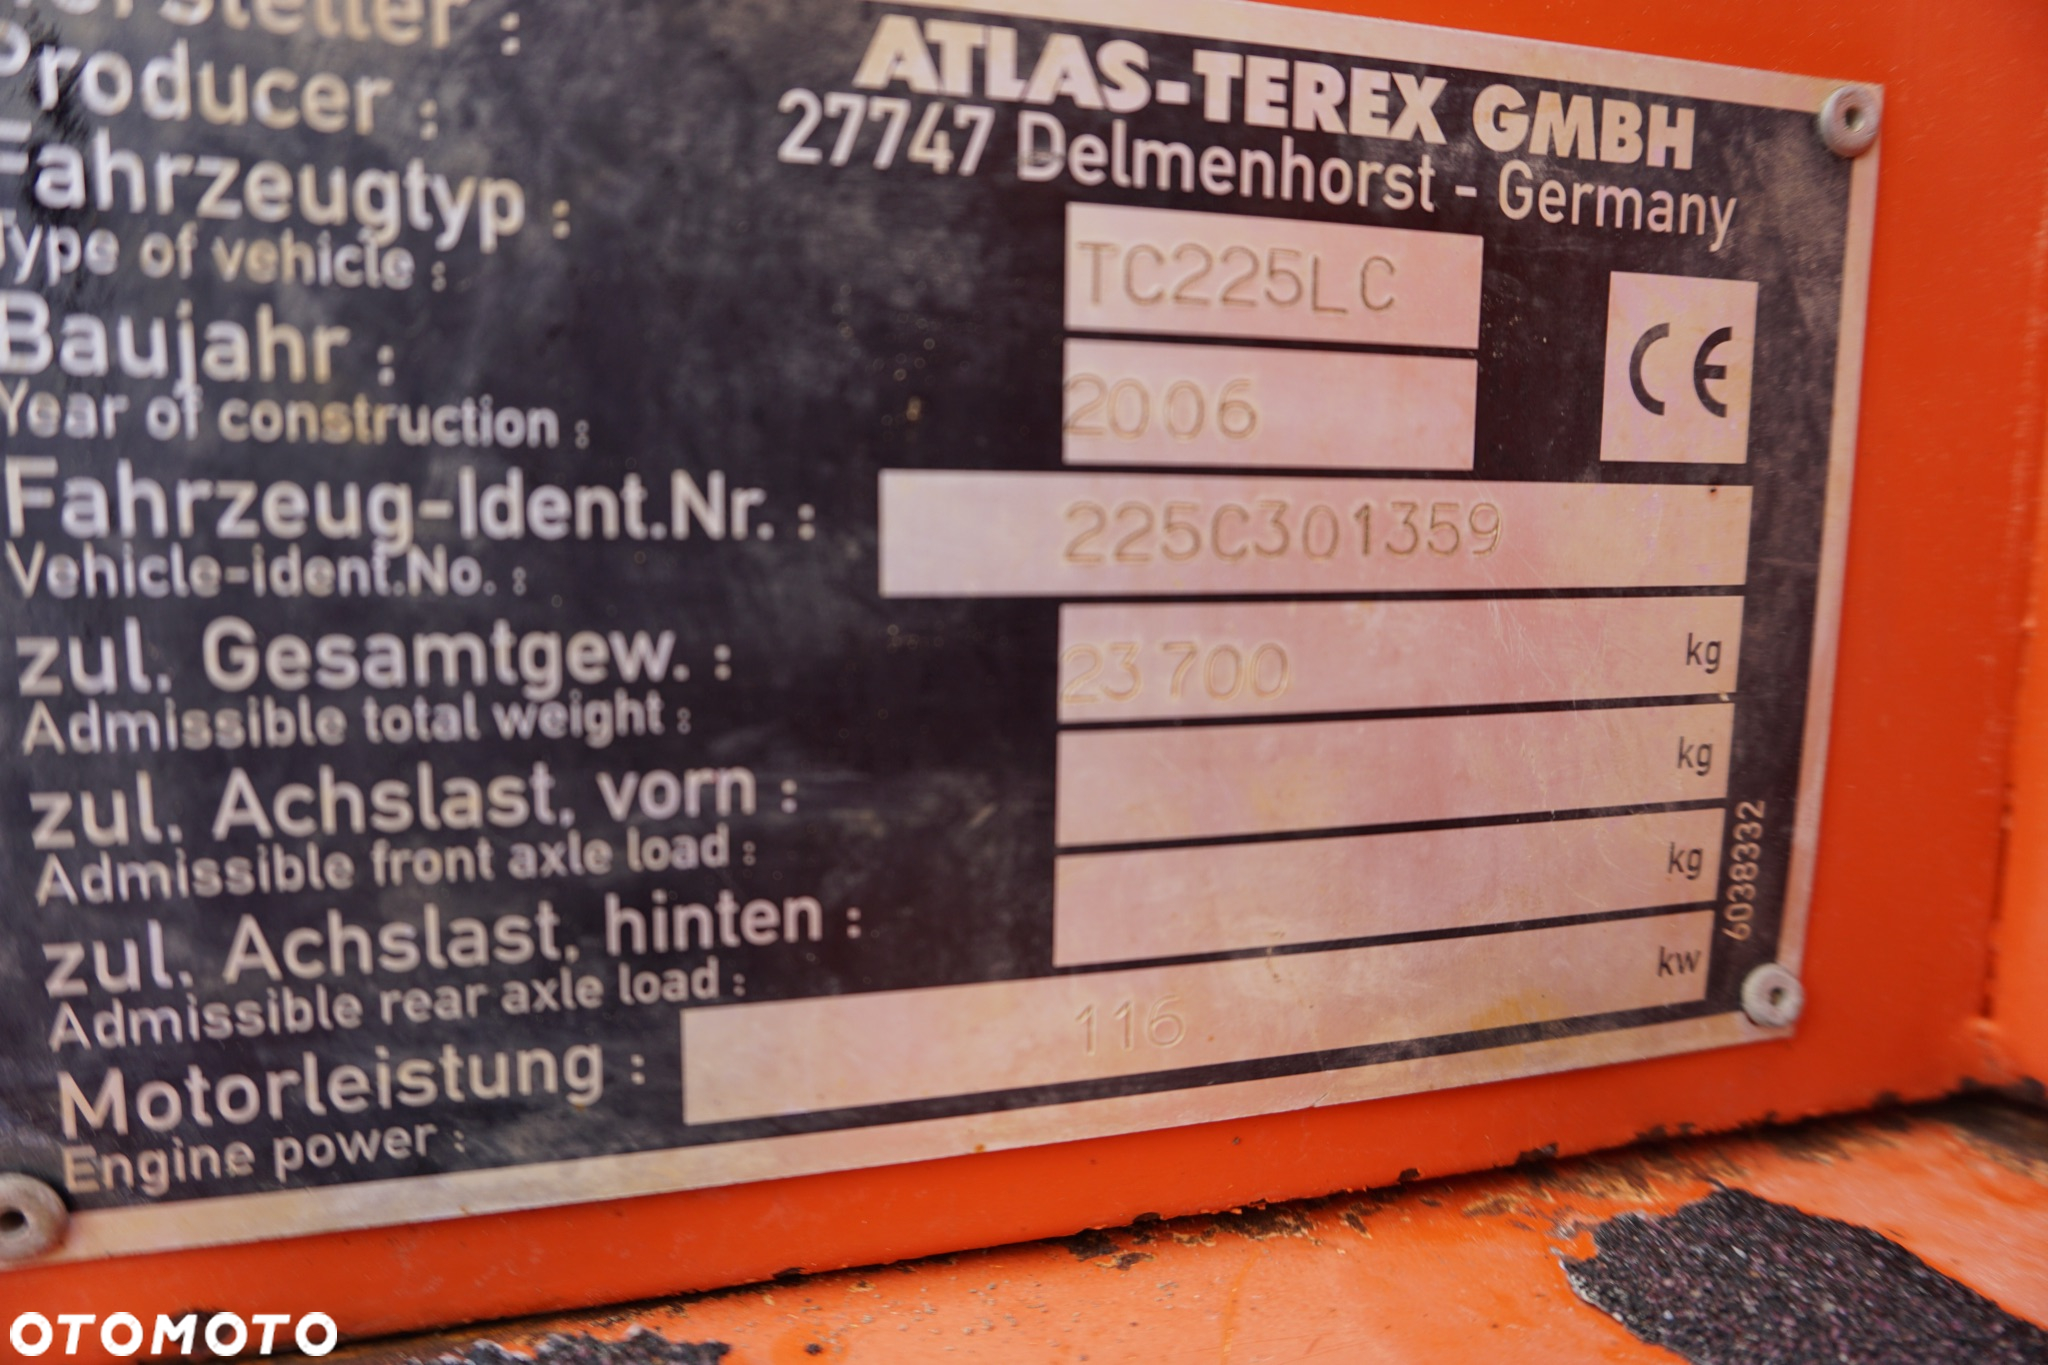 Hersteller :
Producer :
ATLAS-TEREX GMBH
27747 Delmenhorst - Germany
Fahrzeugtyp :
Type of vehicle :
TC225LC
CE
Baujahr :
Year of construction :
2006
Fahrzeug-Ident.Nr. :
Vehicle-ident.No. :
225C301359
zul. Gesamtgew. :
Admissible total weight :
23 700 kg
zul. Achslast, vorn :
Admissible front axle load :
kg
zul. Achslast, hinten :
Admissible rear axle load :
kg
Motorleistung :
Engine power :
116 kw
6038332
OTOMOTO